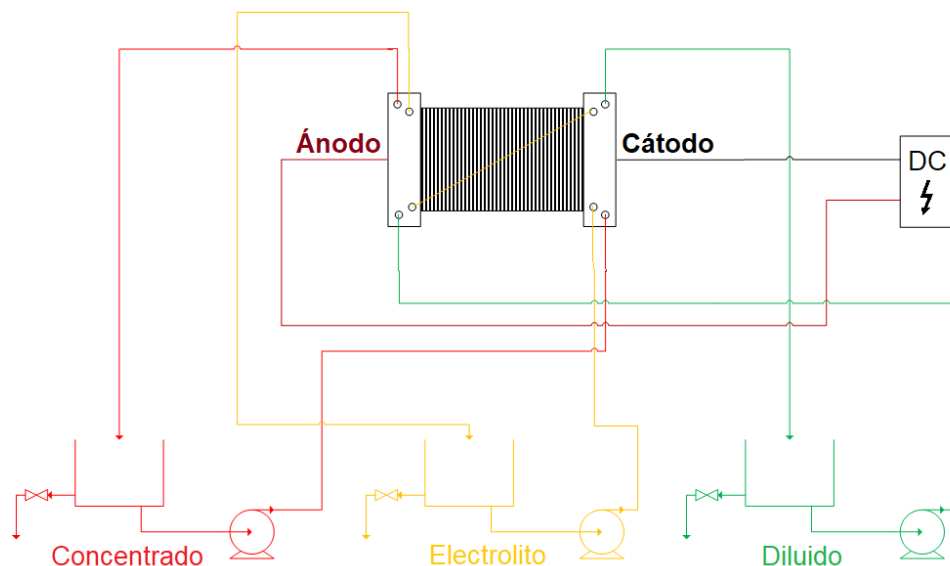 Ánodo
Cátodo
DC
Concentrado
Electrolito
Diluido